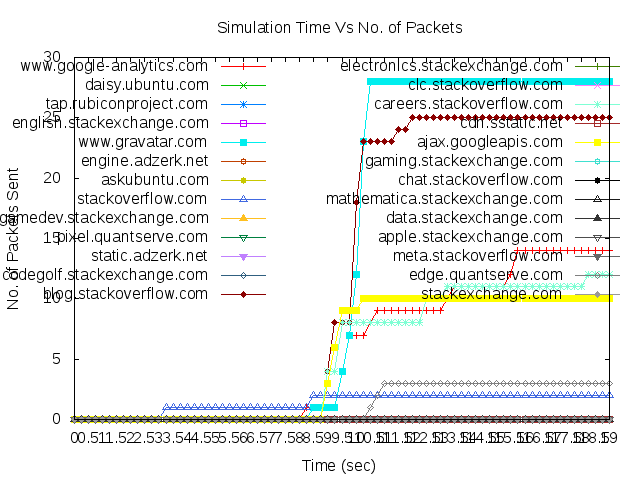 Simulation Time Vs No. of Packets
30
25
20
15
10
5
0
No. of Packets Sent
www.google-analytics.com
daisy.ubuntu.com
tap.rubiconproject.com
english.stackexchange.com
www.gravatar.com
engine.adzerk.net
askubuntu.com
stackoverflow.com
gamedev.stackexchange.com
pixel.quantserve.com
static.adzerk.net
codegolf.stackexchange.com
blog.stackoverflow.com
electronics.stackexchange.com
clc.stackoverflow.com
careers.stackoverflow.com
cdn.sstatic.net
ajax.googleapis.com
gaming.stackexchange.com
chat.stackoverflow.com
mathematica.stackexchange.com
data.stackexchange.com
apple.stackexchange.com
meta.stackoverflow.com
edge.quantserve.com
stackexchange.com
Time (sec)